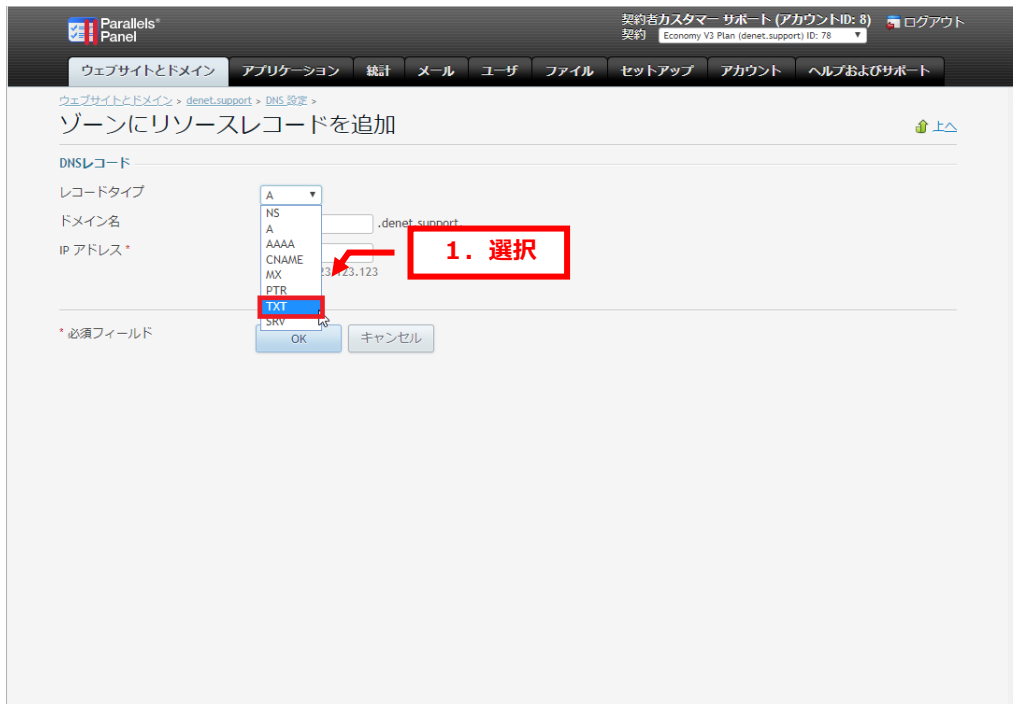 Parallels®
Panel
契約者カスタマー サポート (アカウントID: 8) ログアウト
契約 Economy V3 Plan (denet.support) ID: 78
ウェブサイトとドメイン アプリケーション 統計 メール ユーザ ファイル セットアップ アカウント ヘルプおよびサポート
ウェブサイトとドメイン > denet.support > DNS 設定 >
ゾーンにリソースレコードを追加 上へ
DNSレコード
レコードタイプ A
ドメイン名 .denet.support
IP アドレス *
NS
A
AAAA
CNAME
MX
PTR
TXT
SRV
1. 選択
* 必須フィールド
OK キャンセル